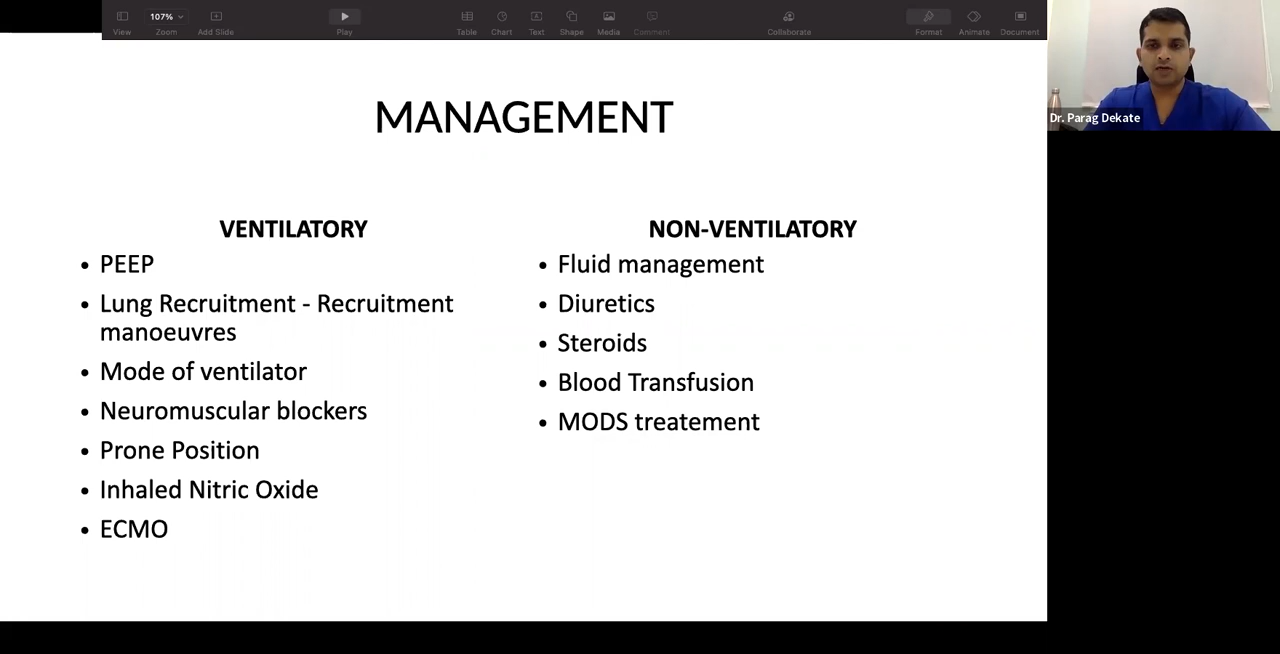 107%
View
Zoom
Add Slide
Play
Table
Chart
Text
Shape
Media
Comment
Collaborate
Format
Animate
Document
Dr. Parag Dekate
MANAGEMENT
VENTILATORY
• PEEP
• Lung Recruitment - Recruitment
manoeuvres
• Mode of ventilator
• Neuromuscular blockers
• Prone Position
• Inhaled Nitric Oxide
• ECMO
NON-VENTILATORY
• Fluid management
• Diuretics
• Steroids
• Blood Transfusion
• MODS treatement